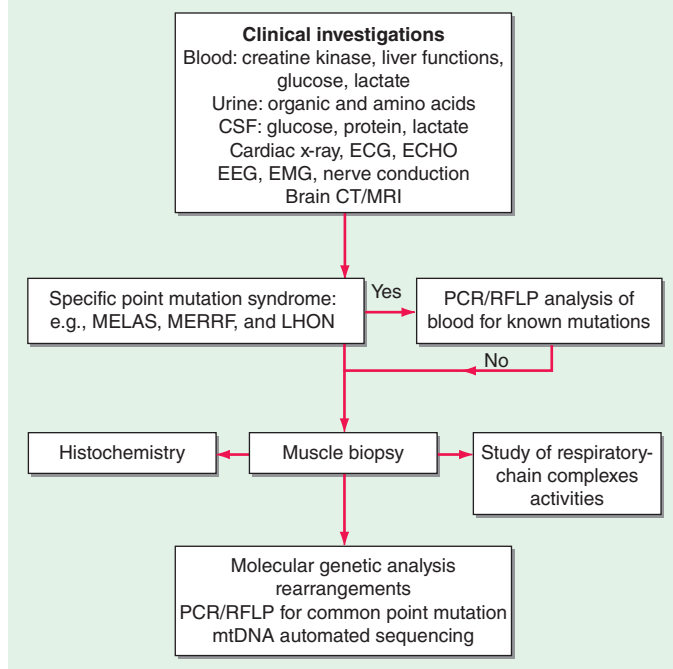 Clinical investigations
Blood: creatine kinase, liver functions,
glucose, lactate
Urine: organic and amino acids
CSF: glucose, protein, lactate
Cardiac x-ray, ECG, ECHO
EEG, EMG, nerve conduction
Brain CT/MRI
Specific point mutation syndrome:
e.g., MELAS, MERRF, and LHON
Yes
PCR/RFLP analysis of
blood for known mutations
No
Histochemistry
Muscle biopsy
Study of respiratory-
chain complexes
activities
Molecular genetic analysis
rearrangements
PCR/RFLP for common point mutation
mtDNA automated sequencing